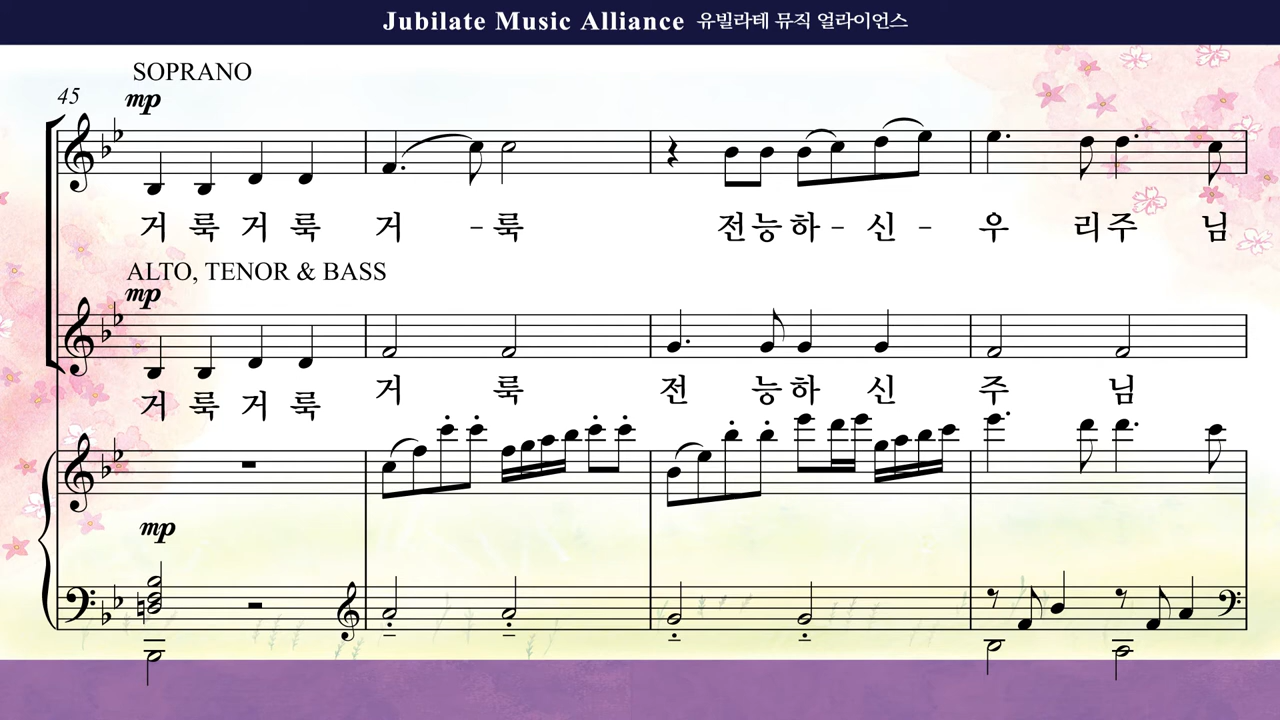 Jubilate Music Alliance 유빌라테 뮤직 얼라이언스
SOPRANO
45
mp
거 룩 거 룩 거 - 룩 전 능 하 - 신 - 우 리 주 님
ALTO, TENOR & BASS
mp
거 룩 거 룩 거 룩 전 능 하 신 주 님
mp